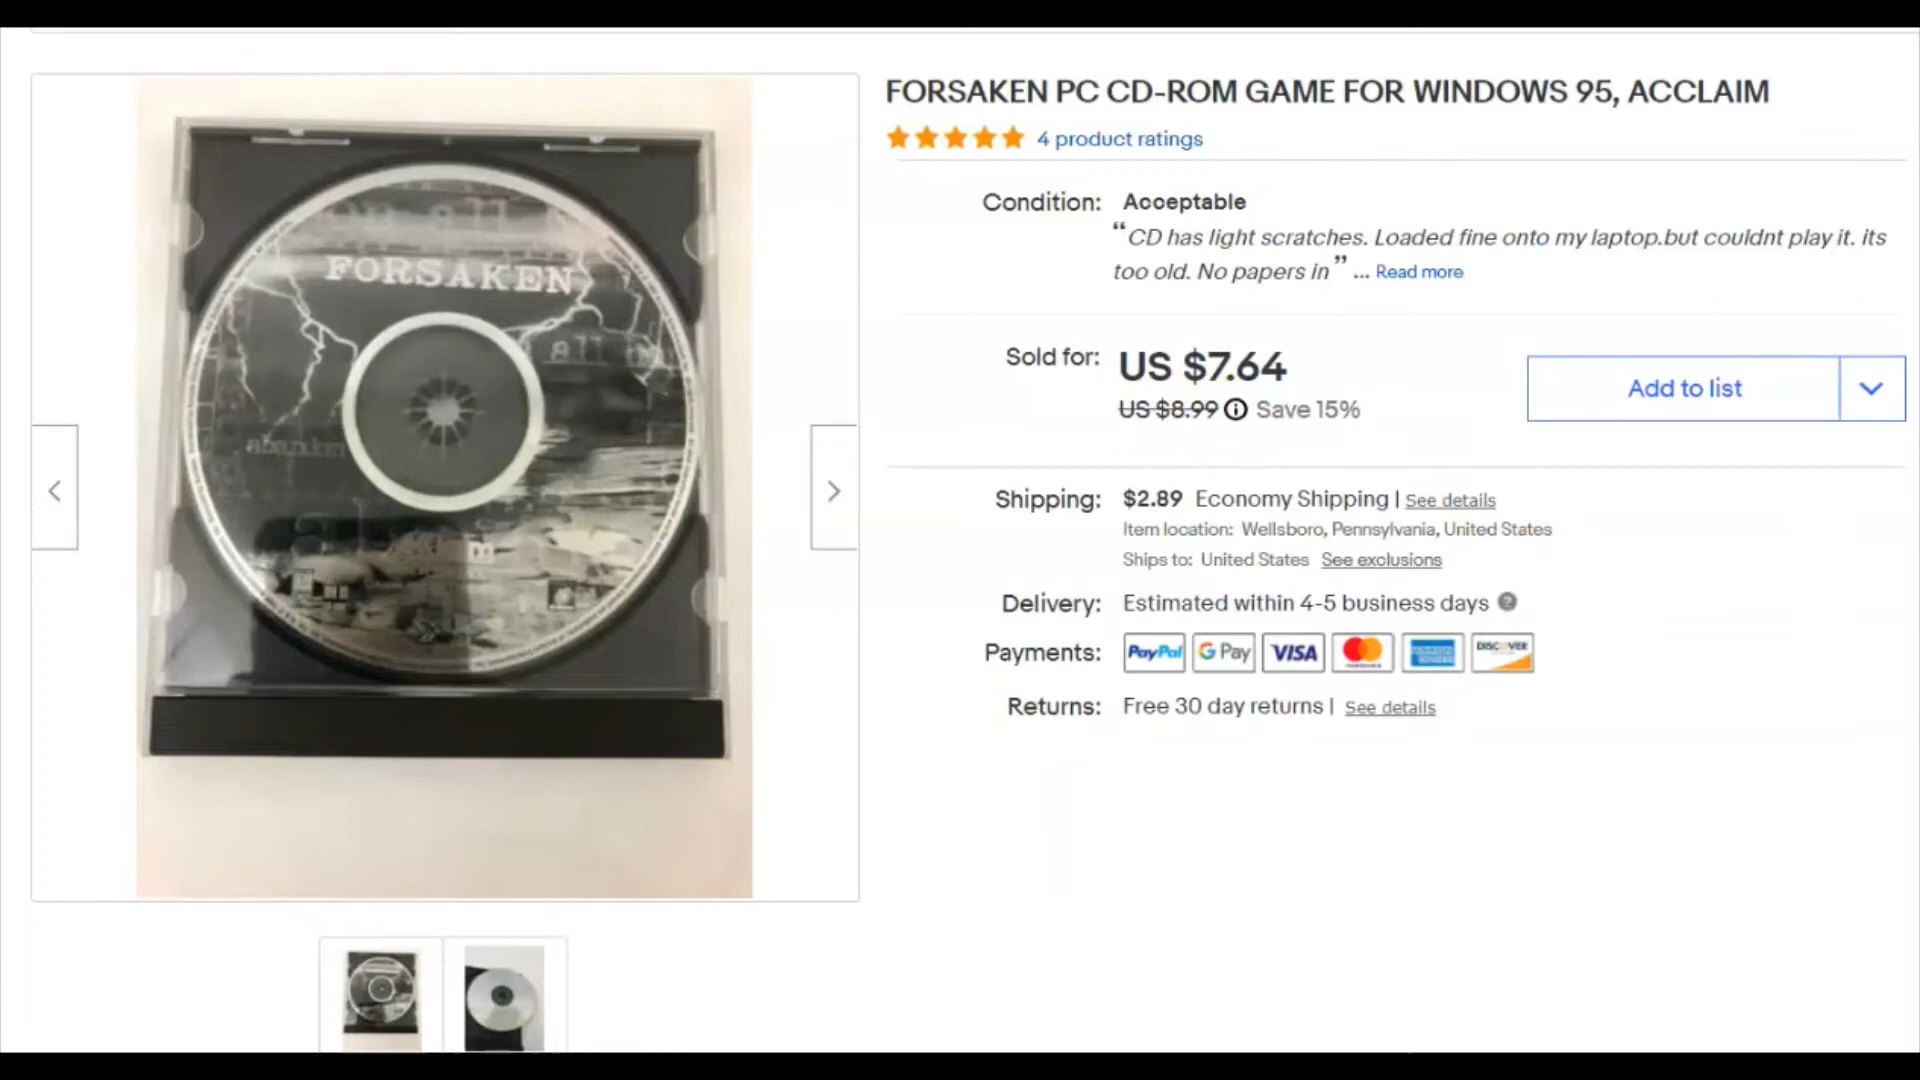 FORSAKEN PC CD-ROM GAME FOR WINDOWS 95, ACCLAIM
4 product ratings
Condition: Acceptable
“CD has light scratches. Loaded fine onto my laptop.but couldnt play it. its
too old. No papers in” ... Read more
Sold for: US $7.64
US $8.99 Save 15%
Add to list
Shipping: $2.89 Economy Shipping | See details
Item location: Wellsboro, Pennsylvania, United States
Ships to: United States See exclusions
Delivery: Estimated within 4-5 business days
Payments: PayPal G Pay VISA DISCOVER
Returns: Free 30 day returns | See details
FORSAKEN